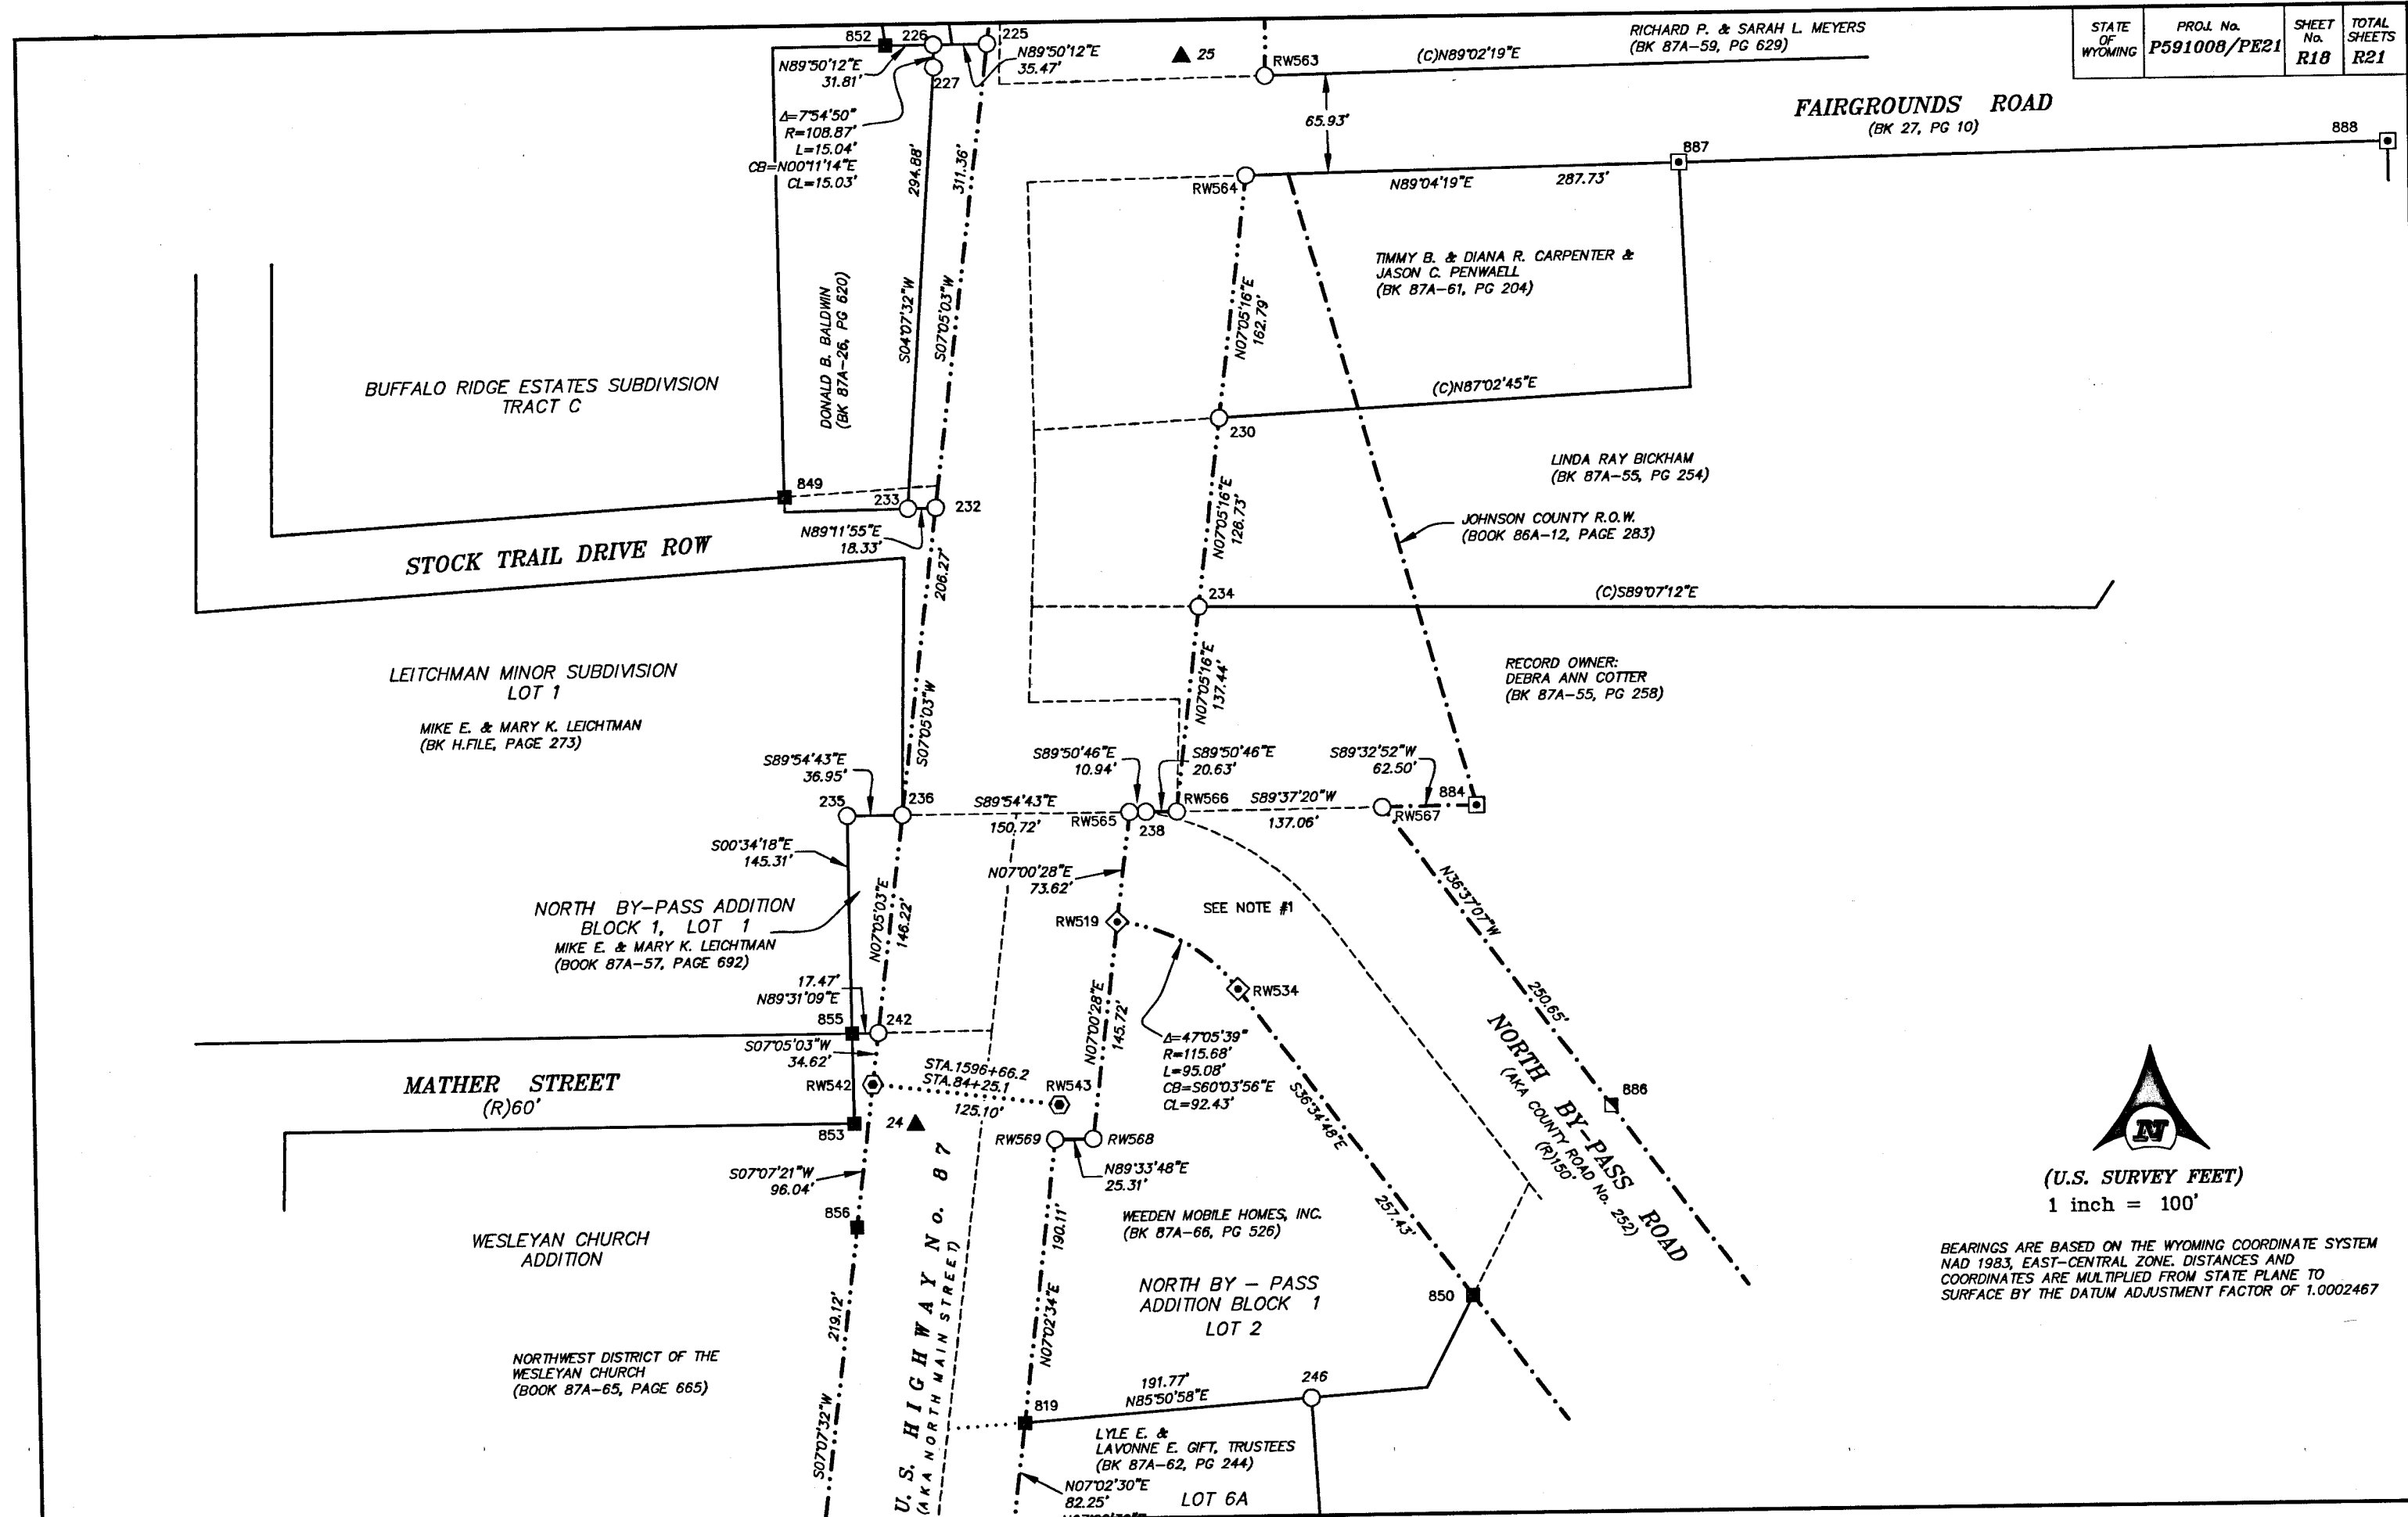 STATE
OF
WYOMING
PROJ. No.
P591008/PE21
SHEET
No.
R18
TOTAL
SHEETS
R21
RICHARD P. & SARAH L. MEYERS
(BK 87A-59, PG 629)
852
226
225
N89°50'12"E
31.81'
N89°50'12"E
35.47'
25
RW563
(C)N89°02'19"E
227
Δ=7°54'50"
R=108.87'
L=15.04'
CB=N00°11'14"E
CL=15.03'
65.93'
FAIRGROUNDS ROAD
(BK 27, PG 10)
888
887
RW564
N89°04'19"E
287.73'
294.88'
S04°07'32"W
311.36'
S07°05'03"W
DONALD B. BALDWIN
(BK 87A-26, PG 620)
N07°05'16"E
162.79'
TIMMY B. & DIANA R. CARPENTER &
JASON C. PENWAELL
(BK 87A-61, PG 204)
BUFFALO RIDGE ESTATES SUBDIVISION
TRACT C
(C)N87°02'45"E
230
LINDA RAY BICKHAM
(BK 87A-55, PG 254)
849
233
232
N89°11'55"E
18.33'
N07°05'16"E
126.73'
JOHNSON COUNTY R.O.W.
(BOOK 86A-12, PAGE 283)
STOCK TRAIL DRIVE ROW
206.27'
S07°05'03"W
234
(C)S89°07'12"E
LEITCHMAN MINOR SUBDIVISION
LOT 1
MIKE E. & MARY K. LEICHTMAN
(BK H.FILE, PAGE 273)
N07°05'16"E
137.44'
RECORD OWNER:
DEBRA ANN COTTER
(BK 87A-55, PG 258)
S89°54'43"E
36.95'
S89°50'46"E
10.94'
S89°50'46"E
20.63'
S89°32'52"W
62.50'
235
236
S89°54'43"E
150.72'
RW565
238
RW566
S89°37'20"W
137.06'
RW567
884
S00°34'18"E
145.31'
N07°00'28"E
73.62'
N36°37'07"W
250.65'
NORTH BY-PASS ADDITION
BLOCK 1, LOT 1
MIKE E. & MARY K. LEICHTMAN
(BOOK 87A-57, PAGE 692)
N07°05'03"E
146.22'
RW519
SEE NOTE #1
RW534
17.47'
N89°31'09"E
855
242
S07°05'03"W
34.62'
N07°00'28"E
145.72'
Δ=47°05'39"
R=115.68'
L=95.08'
CB=S60°03'56"E
CL=92.43'
NORTH BY-PASS ROAD
(AKA COUNTY ROAD No. 252)
(R)150'
886
MATHER STREET
(R)60'
RW542
STA.1596+66.2
STA.84+25.1
125.10'
RW543
853
24
RW569
RW568
N89°33'48"E
25.31'
S36°34'48"E
257.43'
S07°07'21"W
96.04'
856
WESLEYAN CHURCH
ADDITION
U.S. HIGHWAY No. 87
(AKA NORTH MAIN STREET)
190.11'
N07°02'34"E
WEEDEN MOBILE HOMES, INC.
(BK 87A-66, PG 526)
NORTH BY - PASS
ADDITION BLOCK 1
LOT 2
850
219.12'
S07°07'32"W
NORTHWEST DISTRICT OF THE
WESLEYAN CHURCH
(BOOK 87A-65, PAGE 665)
191.77'
N85°50'58"E
246
819
LYLE E. &
LAVONNE E. GIFT, TRUSTEES
(BK 87A-62, PG 244)
N07°02'30"E
82.25'
LOT 6A
N
(U.S. SURVEY FEET)
1 inch = 100'
BEARINGS ARE BASED ON THE WYOMING COORDINATE SYSTEM
NAD 1983, EAST-CENTRAL ZONE. DISTANCES AND
COORDINATES ARE MULTIPLIED FROM STATE PLANE TO
SURFACE BY THE DATUM ADJUSTMENT FACTOR OF 1.0002467